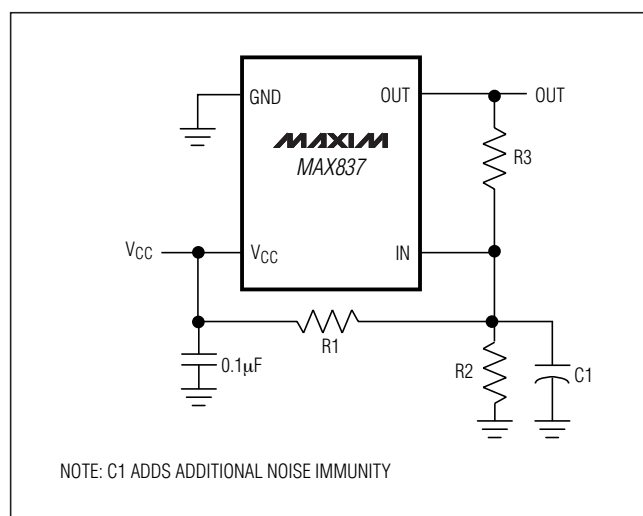 GND OUT OUT
MAXIM
MAX837
R3
VCC VCC IN
R1
0.1µF R2 C1
NOTE: C1 ADDS ADDITIONAL NOISE IMMUNITY